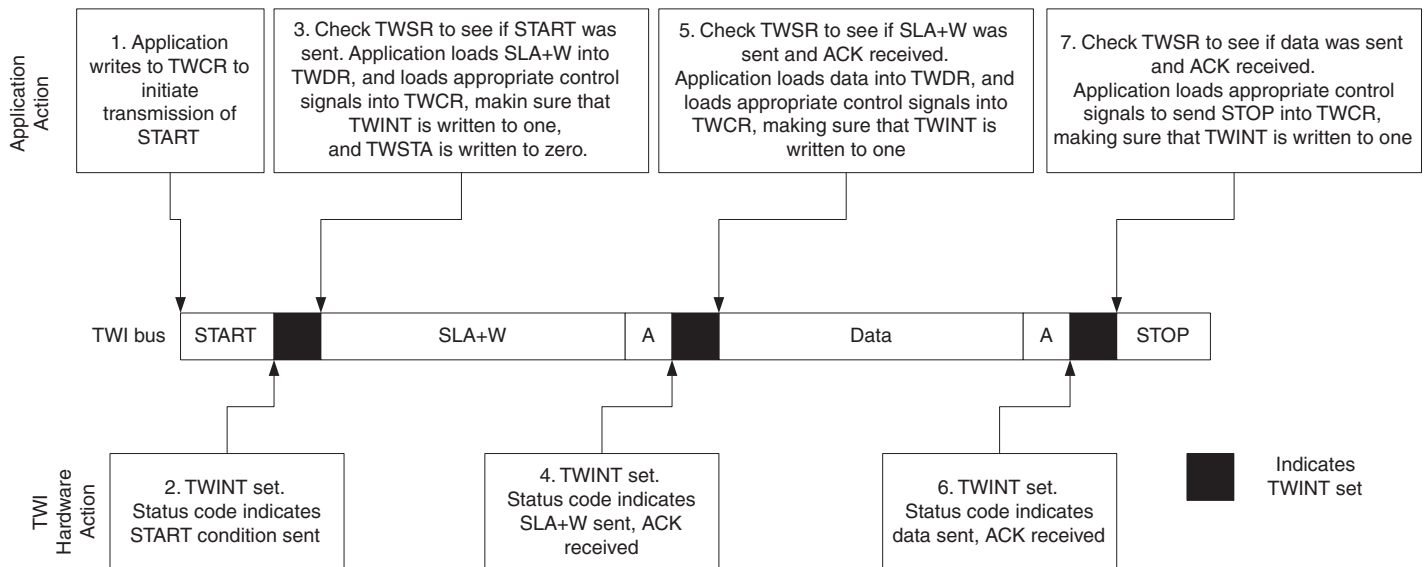 Application
Action
1. Application
writes to TWCR to
initiate
transmission of
START
3. Check TWSR to see if START was
sent. Application loads SLA+W into
TWDR, and loads appropriate control
signals into TWCR, makin sure that
TWINT is written to one,
and TWSTA is written to zero.
5. Check TWSR to see if SLA+W was
sent and ACK received.
Application loads data into TWDR, and
loads appropriate control signals into
TWCR, making sure that TWINT is
written to one
7. Check TWSR to see if data was sent
and ACK received.
Application loads appropriate control
signals to send STOP into TWCR,
making sure that TWINT is written to one
TWI bus
START
SLA+W
A
Data
A
STOP
TWI
Hardware
Action
2. TWINT set.
Status code indicates
START condition sent
4. TWINT set.
Status code indicates
SLA+W sent, ACK
received
6. TWINT set.
Status code indicates
data sent, ACK received
Indicates
TWINT set